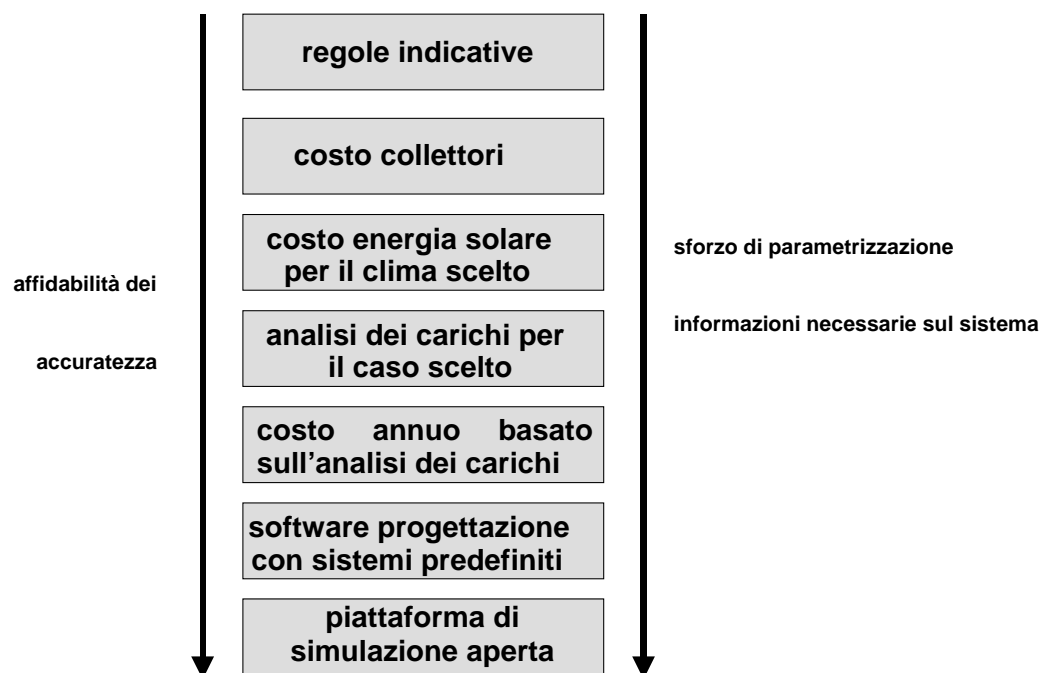 regole indicative
costo collettori
costo energia solare
per il clima scelto
affidabilità dei
accuratezza
analisi dei carichi per
il caso scelto
costo annuo basato
sull'analisi dei carichi
software progettazione
con sistemi predefiniti
piattaforma di
simulazione aperta
sforzo di parametrizzazione
informazioni necessarie sul sistema